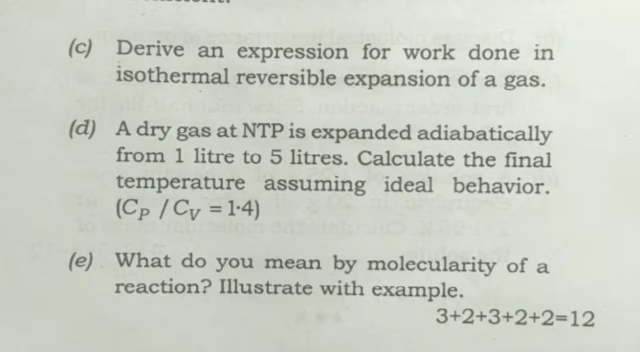 (c) Derive an expression for work done in
isothermal reversible expansion of a gas.
(d) A dry gas at NTP is expanded adiabatically
from 1 litre to 5 litres. Calculate the final
temperature assuming ideal behavior.
(C_P / C_V = 1·4)
(e) What do you mean by molecularity of a
reaction? Illustrate with example.
3+2+3+2+2=12